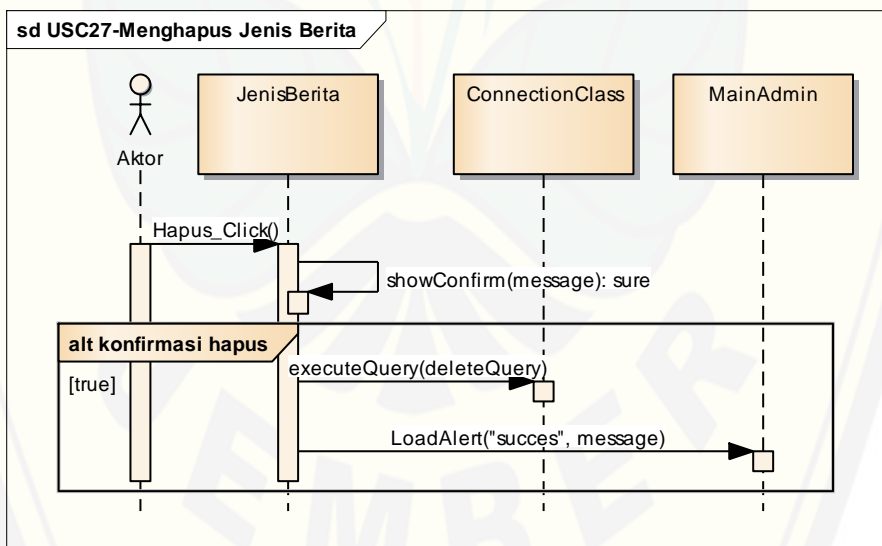 sd USC27-Menghapus Jenis Berita
JenisBerita
ConnectionClass
MainAdmin
Aktor
Hapus_Click()
showConfirm(message): sure
alt konfirmasi hapus
executeQuery(deleteQuery)
[true]
LoadAlert("succes", message)
EMBER